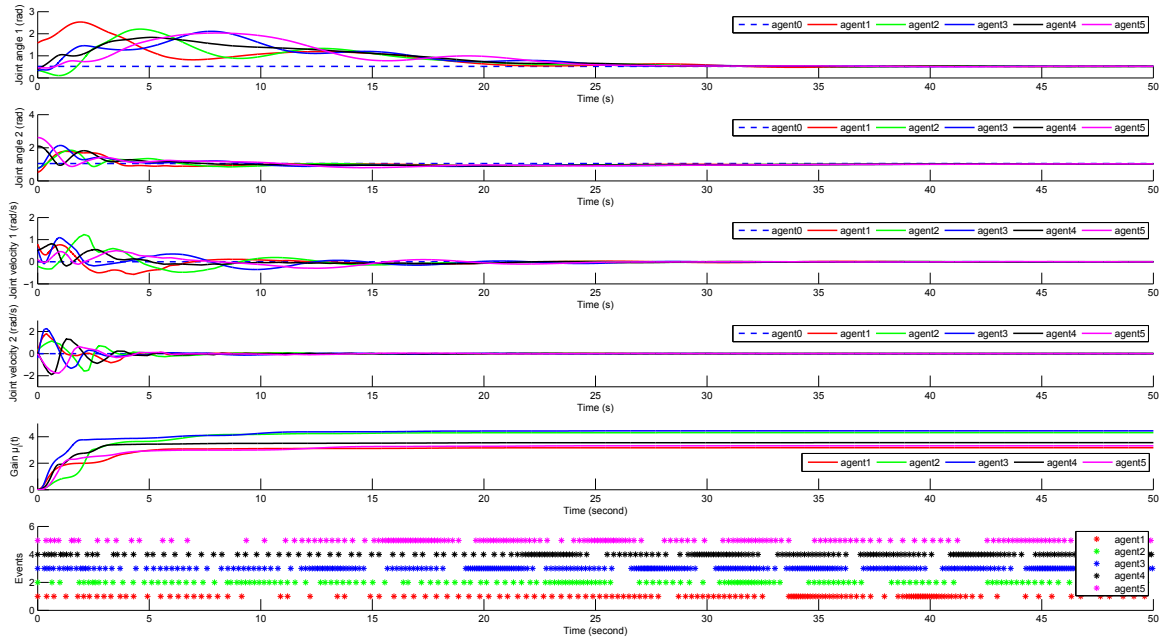 Joint angle 1 (rad)
3
2
1
0
agent0 agent1 agent2 agent3 agent4 agent5
0 5 10 15 20 25 30 35 40 45 50
Time (s)
Joint angle 2 (rad)
4
2
0
agent0 agent1 agent2 agent3 agent4 agent5
0 5 10 15 20 25 30 35 40 45 50
Time (s)
Joint velocity 1 (rad/s)
2
1
0
−1
agent0 agent1 agent2 agent3 agent4 agent5
0 5 10 15 20 25 30 35 40 45 50
Time (s)
Joint velocity 2 (rad/s)
2
0
−2
agent0 agent1 agent2 agent3 agent4 agent5
0 5 10 15 20 25 30 35 40 45 50
Time (s)
Gain μi(t)
4
2
0
agent1 agent2 agent3 agent4 agent5
0 5 10 15 20 25 30 35 40 45 50
Time (second)
Events
6
4
2
0
agent1
agent2
agent3
agent4
agent5
0 5 10 15 20 25 30 35 40 45 50
Time (second)